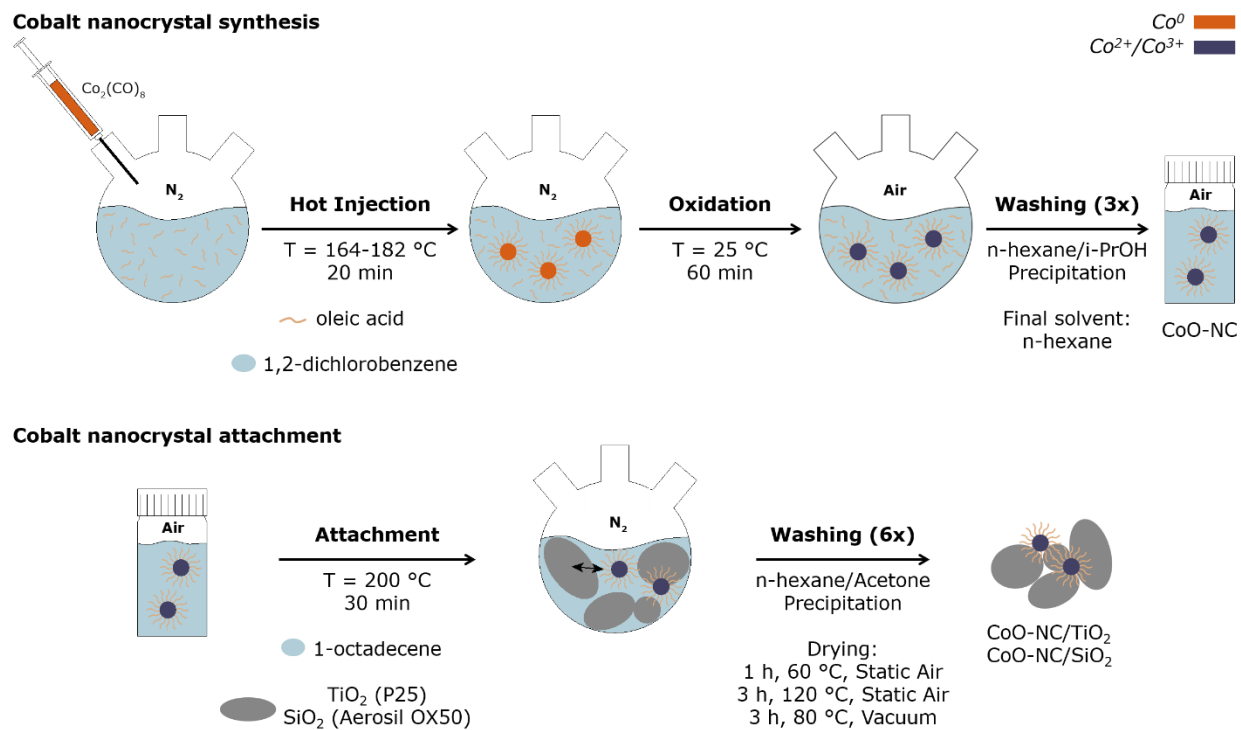 Cobalt nanocrystal synthesis
Co⁰
Co²⁺/Co³⁺
Co₂(CO)₈
N₂
Hot Injection
T = 164-182 °C
20 min
oleic acid
1,2-dichlorobenzene
N₂
Oxidation
T = 25 °C
60 min
Air
Washing (3x)
n-hexane/i-PrOH
Precipitation
Final solvent:
n-hexane
Air
CoO-NC
Cobalt nanocrystal attachment
Air
Attachment
T = 200 °C
30 min
1-octadecene
TiO₂ (P25)
SiO₂ (Aerosil OX50)
N₂
Washing (6x)
n-hexane/Acetone
Precipitation
Drying:
1 h, 60 °C, Static Air
3 h, 120 °C, Static Air
3 h, 80 °C, Vacuum
CoO-NC/TiO₂
CoO-NC/SiO₂